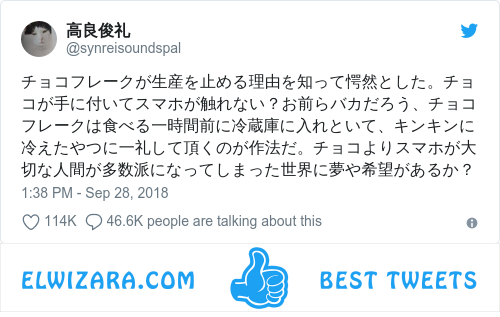 高良俊礼
@synreisoundspal
チョコフレークが生産を止める理由を知って愕然とした。チョ
コが手に付いてスマホが触れない？お前らバカだろう、チョコ
フレークは食べる一時間前に冷蔵庫に入れといて、キンキンに
冷えたやつに一礼して頂くのが作法だ。チョコよりスマホが大
切な人間が多数派になってしまった世界に夢や希望があるか？
1:38 PM - Sep 28, 2018
114K 46.6K people are talking about this
ELWIZARA.COM BEST TWEETS